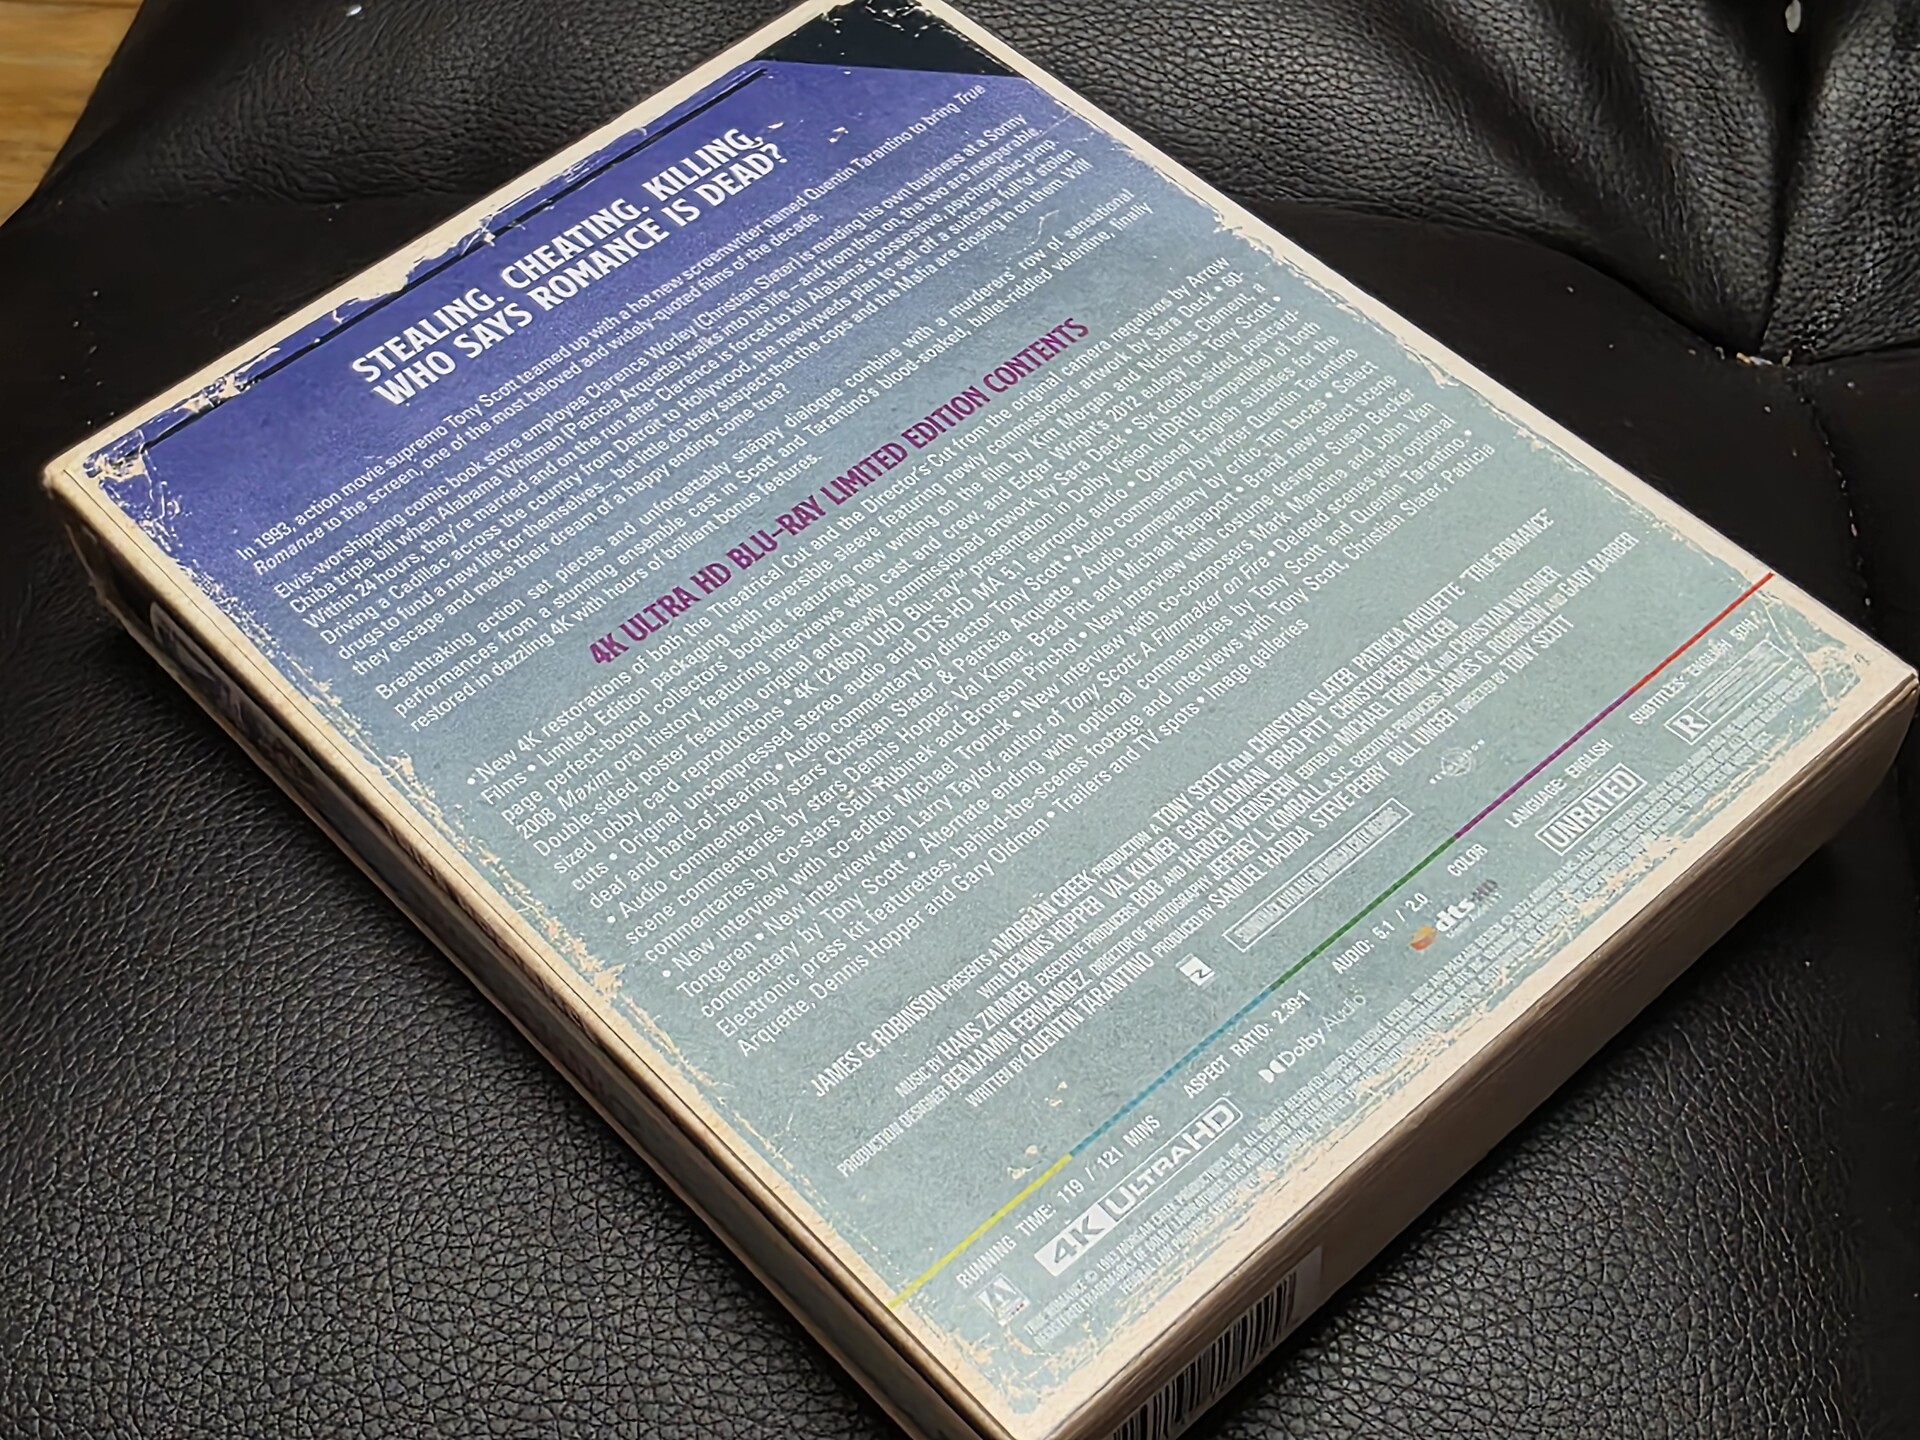 STEALING. CHEATING. KILLING.
WHO SAYS ROMANCE IS DEAD?
In 1993, action movie supremo Tony Scott teamed up with a hot new screenwriter named Quentin Tarantino to bring True
Romance to the screen, one of the most beloved and widely-quoted films of the decade.
Elvis-worshipping comic book store employee Clarence Worley (Christian Slater) is minding his own business at a Sonny
Chiba triple bill when Alabama Whitman (Patricia Arquette) walks into his life – and from then on, the two are inseparable.
Within 24 hours, they're married and on the run after Clarence is forced to kill Alabama's possessive, psychopathic pimp.
Driving a Cadillac across the country from Detroit to Hollywood, the newlyweds plan to sell off a suitcase full of stolen
drugs to fund a new life for themselves – but little do they suspect that the cops and the Mafia are closing in on them. Will
they escape and make their dream of a happy ending come true?
Breathtaking action set pieces and unforgettably snappy dialogue combine with a murderers' row of sensational
performances from a stunning ensemble cast in Scott and Tarantino's blood-soaked, bullet-riddled valentine, finally
restored in dazzling 4K with hours of brilliant bonus features.
4K ULTRA HD BLU-RAY LIMITED EDITION CONTENTS
• New 4K restorations of both the Theatrical Cut and the Director's Cut from the original camera negatives by Arrow
Films • Limited Edition packaging with reversible sleeve featuring newly commissioned artwork by Sara Deck • 60-
page perfect-bound collectors' booklet featuring new writing on the film by Kim Morgan and Nicholas Clement, a
2008 Maxim oral history featuring interviews with cast and crew, and Edgar Wright's 2012 eulogy for Tony Scott •
Double-sided poster featuring original and newly commissioned artwork by Sara Deck • Six double-sided, postcard-
sized lobby card reproductions • 4K (2160p) UHD Blu-ray™ presentation in Dolby Vision (HDR10 compatible) of both
cuts • Original uncompressed stereo audio and DTS-HD MA 5.1 surround audio • Optional English subtitles for the
deaf and hard-of-hearing • Audio commentary by director Tony Scott • Audio commentary by writer Quentin Tarantino
• Audio commentary by stars Christian Slater & Patricia Arquette • Audio commentary by critic Tim Lucas • Select
scene commentaries by stars Dennis Hopper, Val Kilmer, Brad Pitt and Michael Rapaport • Brand new select scene
commentaries by co-stars Saul Rubinek and Bronson Pinchot • New interview with costume designer Susan Becker
• New interview with co-editor Michael Tronick • New interview with co-composers Mark Mancina and John Van
Tongeren • New interview with Larry Taylor, author of Tony Scott: A Filmmaker on Fire • Deleted scenes with optional
commentary by Tony Scott • Alternate ending with optional commentaries by Tony Scott and Quentin Tarantino •
Electronic press kit featurettes, behind-the-scenes footage and interviews with Tony Scott, Christian Slater, Patricia
Arquette, Dennis Hopper and Gary Oldman • Trailers and TV spots • Image galleries
JAMES G. ROBINSON PRESENTS A MORGAN CREEK PRODUCTION A TONY SCOTT FILM CHRISTIAN SLATER PATRICIA ARQUETTE "TRUE ROMANCE"
WITH DENNIS HOPPER VAL KILMER GARY OLDMAN BRAD PITT CHRISTOPHER WALKEN
MUSIC BY HANS ZIMMER EXECUTIVE PRODUCERS BOB AND HARVEY WEINSTEIN EDITED BY MICHAEL TRONICK AND CHRISTIAN WAGNER
PRODUCTION DESIGNER BENJAMIN FERNANDEZ DIRECTOR OF PHOTOGRAPHY JEFFREY L. KIMBALL, A.S.C. EXECUTIVE PRODUCERS JAMES G. ROBINSON AND GARY BARBER
WRITTEN BY QUENTIN TARANTINO PRODUCED BY SAMUEL HADIDA STEVE PERRY BILL UNGER DIRECTED BY TONY SCOTT
RUNNING TIME: 119 / 121 MINS ASPECT RATIO: 2.39:1 AUDIO: 5.1 / 2.0 COLOR LANGUAGE: ENGLISH SUBTITLES: ENGLISH SDH
4K ULTRA HD Dolby Audio dts-HD UNRATED R